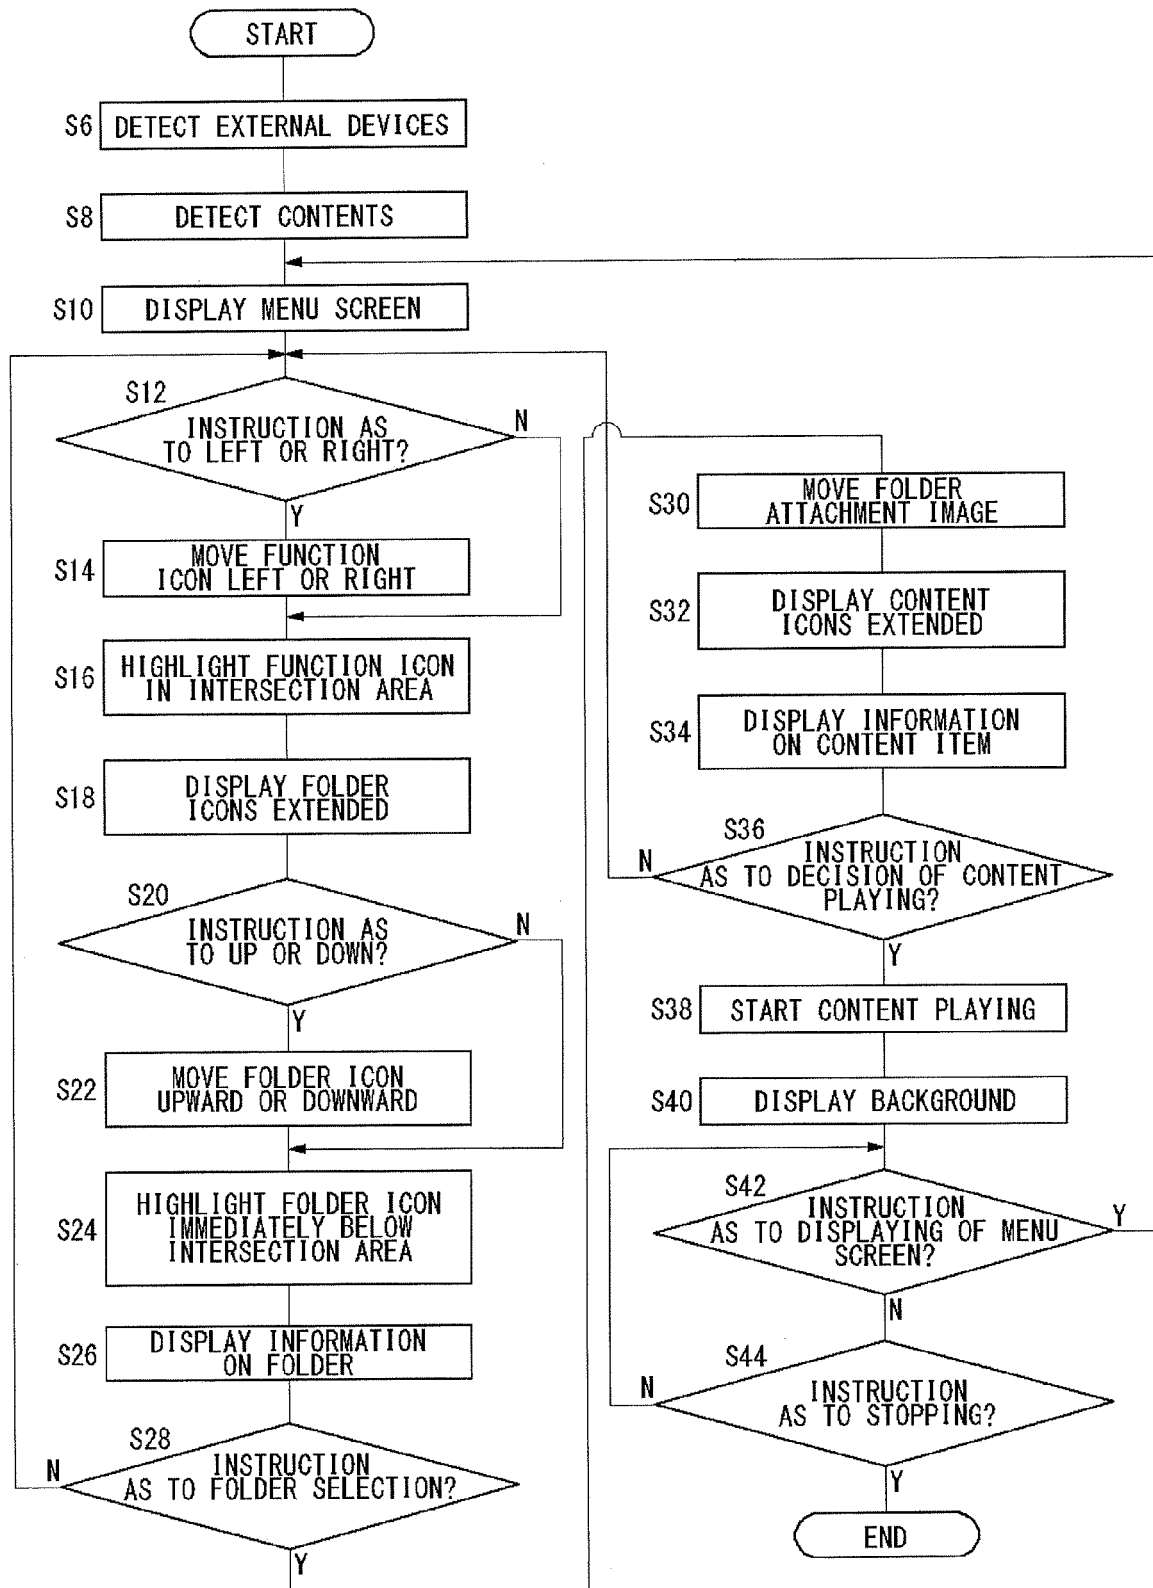 START
S6
DETECT EXTERNAL DEVICES
S8
DETECT CONTENTS
S10
DISPLAY MENU SCREEN
S12
INSTRUCTION AS
TO LEFT OR RIGHT?
N
Y
S14
MOVE FUNCTION
ICON LEFT OR RIGHT
S16
HIGHLIGHT FUNCTION ICON
IN INTERSECTION AREA
S18
DISPLAY FOLDER
ICONS EXTENDED
S20
INSTRUCTION AS
TO UP OR DOWN?
N
Y
S22
MOVE FOLDER ICON
UPWARD OR DOWNWARD
S24
HIGHLIGHT FOLDER ICON
IMMEDIATELY BELOW
INTERSECTION AREA
S26
DISPLAY INFORMATION
ON FOLDER
S28
INSTRUCTION
AS TO FOLDER SELECTION?
N
Y
S30
MOVE FOLDER
ATTACHMENT IMAGE
S32
DISPLAY CONTENT
ICONS EXTENDED
S34
DISPLAY INFORMATION
ON CONTENT ITEM
S36
INSTRUCTION
AS TO DECISION OF CONTENT
PLAYING?
N
Y
S38
START CONTENT PLAYING
S40
DISPLAY BACKGROUND
S42
INSTRUCTION
AS TO DISPLAYING OF MENU
SCREEN?
Y
N
S44
INSTRUCTION
AS TO STOPPING?
N
Y
END